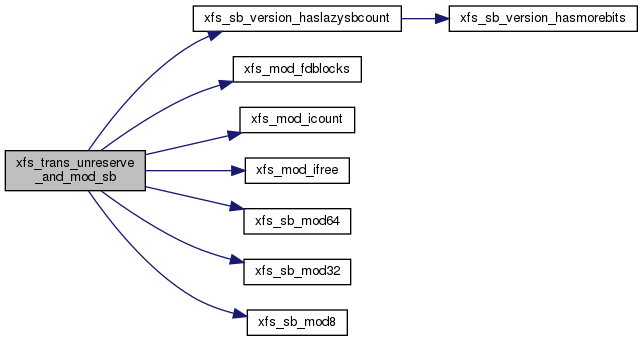 xfs_trans_unreserve
_and_mod_sb
xfs_sb_version_haslazysbcount
xfs_sb_version_hasmorebits
xfs_mod_fdblocks
xfs_mod_icount
xfs_mod_ifree
xfs_sb_mod64
xfs_sb_mod32
xfs_sb_mod8